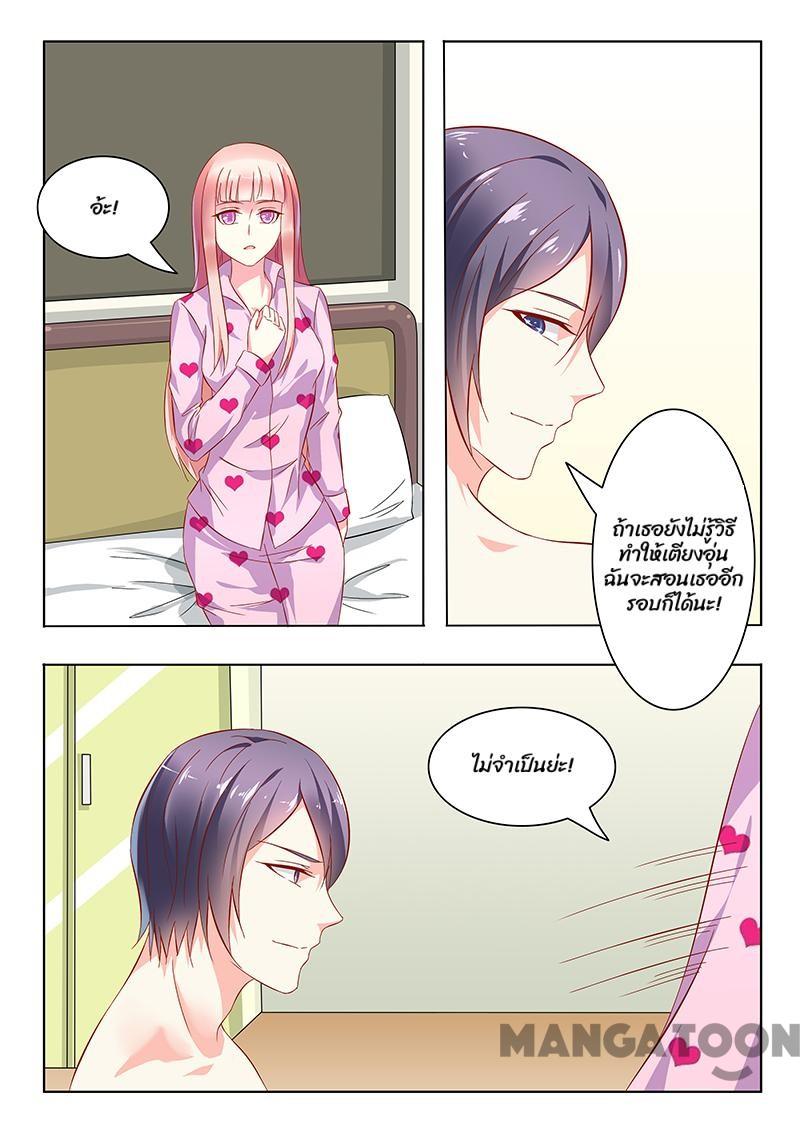 อ้ะ!
ถ้าเธอยังไม่รู้วิธี
ทำให้เตียงอุ่น
ฉันจะสอนเธออีก
รอบก็ได้นะ!
ไม่จำเป็นย่ะ!
MANGATOON